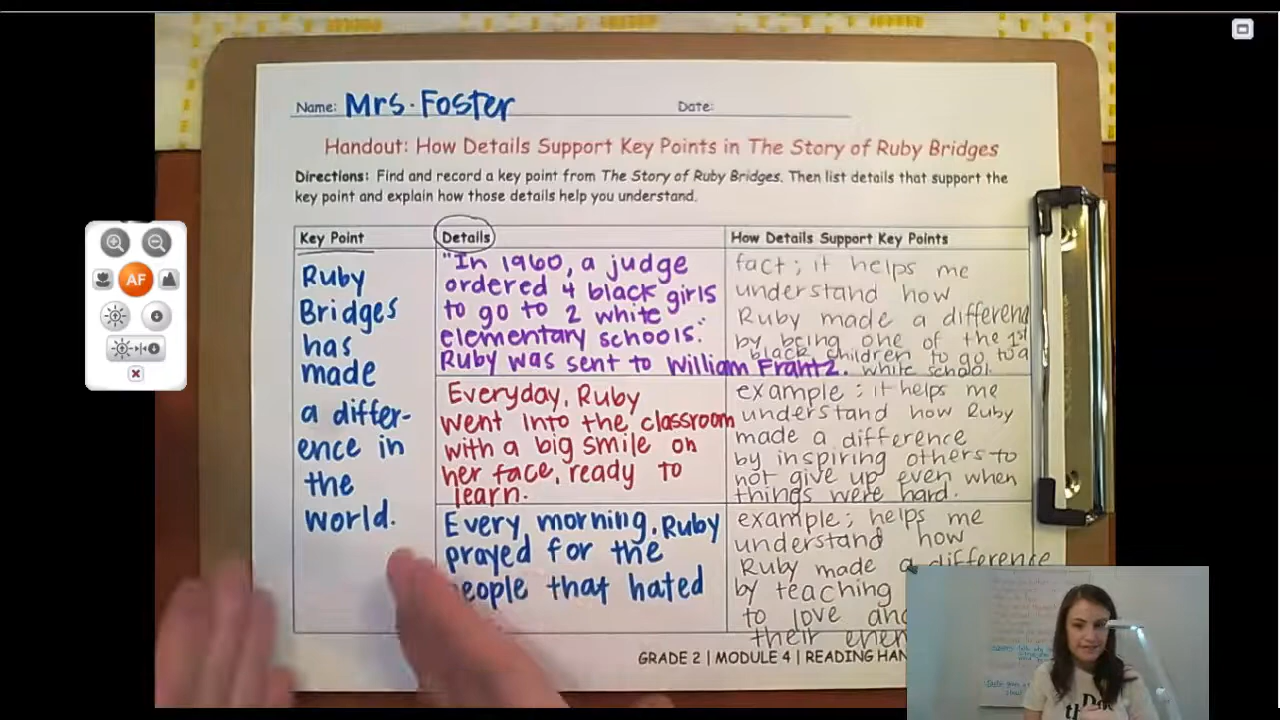 Name: Mrs. Foster Date:
Handout: How Details Support Key Points in The Story of Ruby Bridges
Directions: Find and record a key point from The Story of Ruby Bridges. Then list details that support the
key point and explain how those details help you understand.
Key Point
Ruby
Bridges
has
made
a differ-
ence in
the
world.
Details
"In 1960, a judge
ordered 4 black girls
to go to 2 white
elementary schools."
Ruby was sent to William Frantz.
Everyday, Ruby
went into the classroom
with a big smile on
her face, ready to
learn.
Every morning, Ruby
prayed for the
people that hated
How Details Support Key Points
fact; it helps me
understand how
Ruby made a differenc
by being one of the 1st
black children to go to a
white school.
example; it helps me
understand how Ruby
made a difference
by inspiring others to
not give up even when
things were hard.
example; helps me
understand how
Ruby made a difference
by teaching
to love and
their enem
GRADE 2 | MODULE 4 | READING HAN
AF